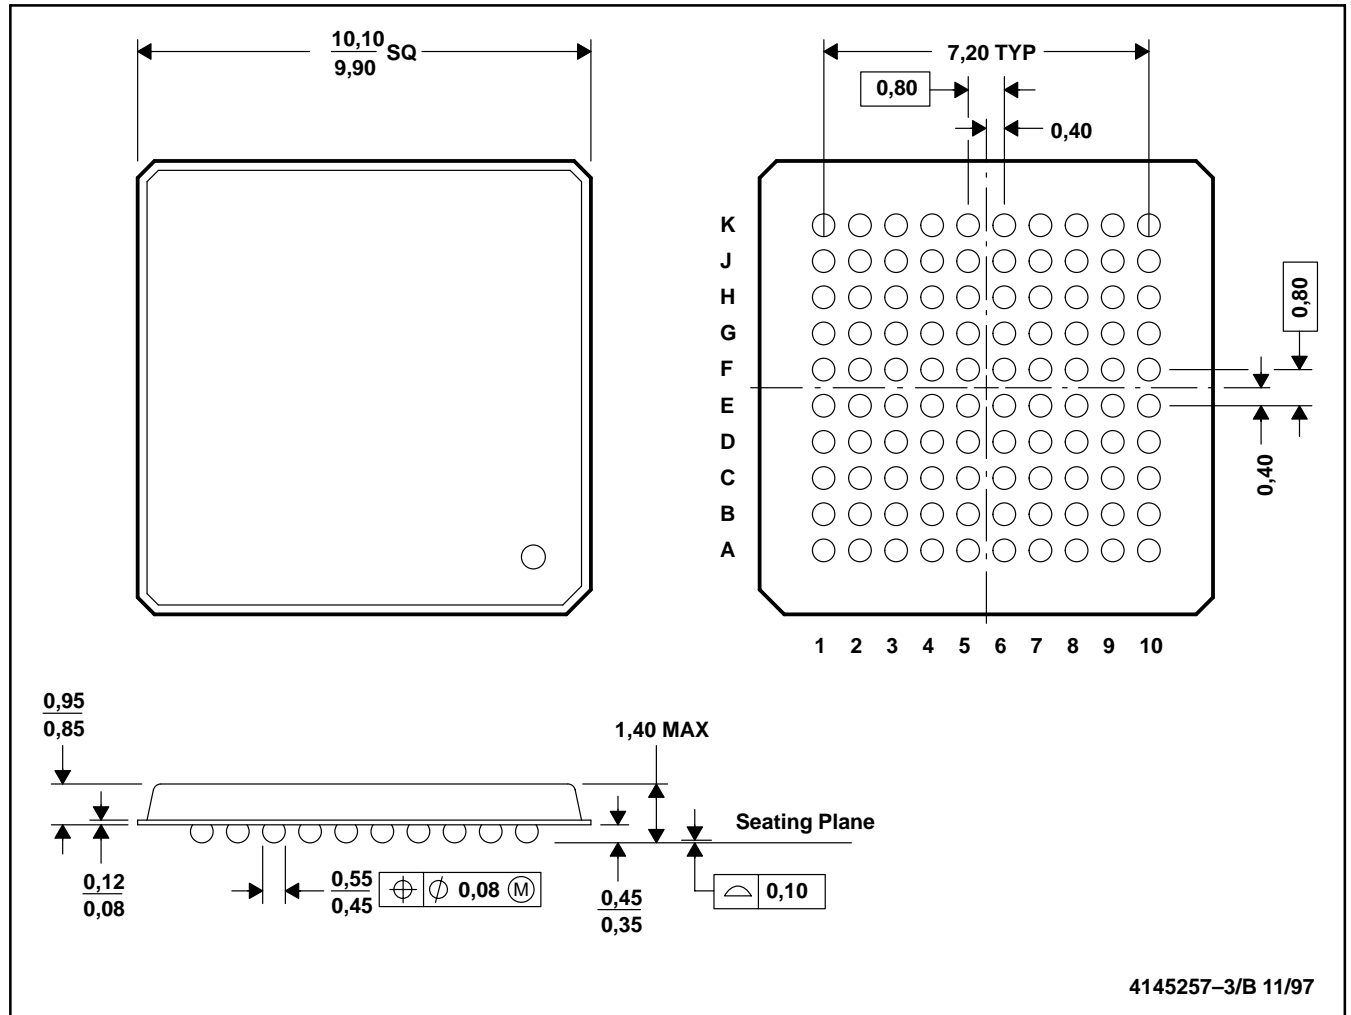 10,10
9,90
SQ
7,20 TYP
0,80
0,40
K
J
H
G
F
E
D
C
B
A
0,80
0,40
1 2 3 4 5 6 7 8 9 10
0,95
0,85
1,40 MAX
Seating Plane
0,12
0,08
0,55
0,45
0,08 M
0,45
0,35
0,10
4145257–3/B 11/97